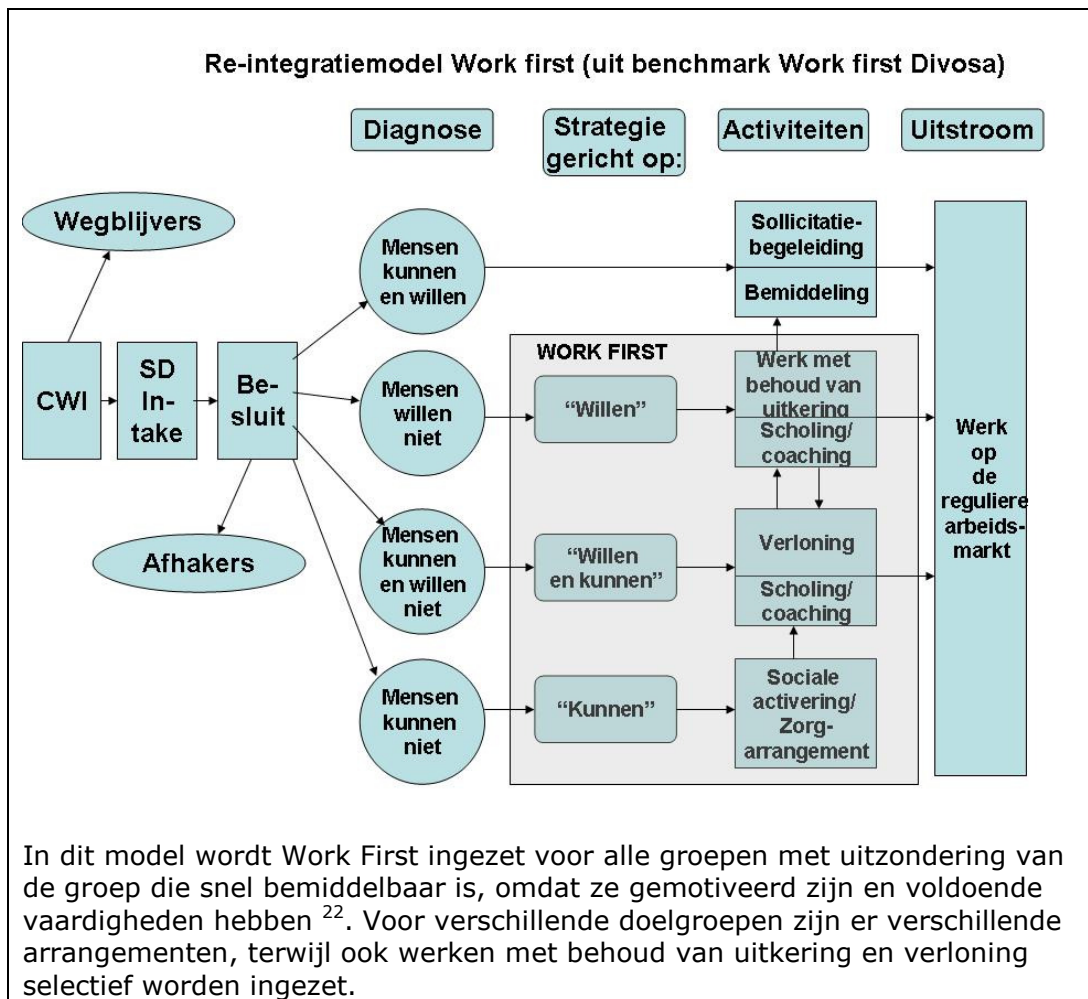 Re-integratiemodel Work first (uit benchmark Work first Divosa)
Diagnose
Strategie
gericht op:
Activiteiten
Uitstroom
Wegblijvers
CWI
SD
In-
take
Be-
sluit
Afhakers
Mensen
kunnen
en willen
Sollicitatie-
begeleiding
Bemiddeling
WORK FIRST
Mensen
willen
niet
“Willen”
Werk met
behoud van
uitkering
Scholing/
coaching
Mensen
kunnen
en willen
niet
“Willen
en kunnen”
Verloning
Scholing/
coaching
Mensen
kunnen
niet
“Kunnen”
Sociale
activering/
Zorg-
arrangement
Werk
op
de
reguliere
arbeids-
markt
In dit model wordt Work First ingezet voor alle groepen met uitzondering van
de groep die snel bemiddelbaar is, omdat ze gemotiveerd zijn en voldoende
vaardigheden hebben 22. Voor verschillende doelgroepen zijn er verschillende
arrangementen, terwijl ook werken met behoud van uitkering en verloning
selectief worden ingezet.